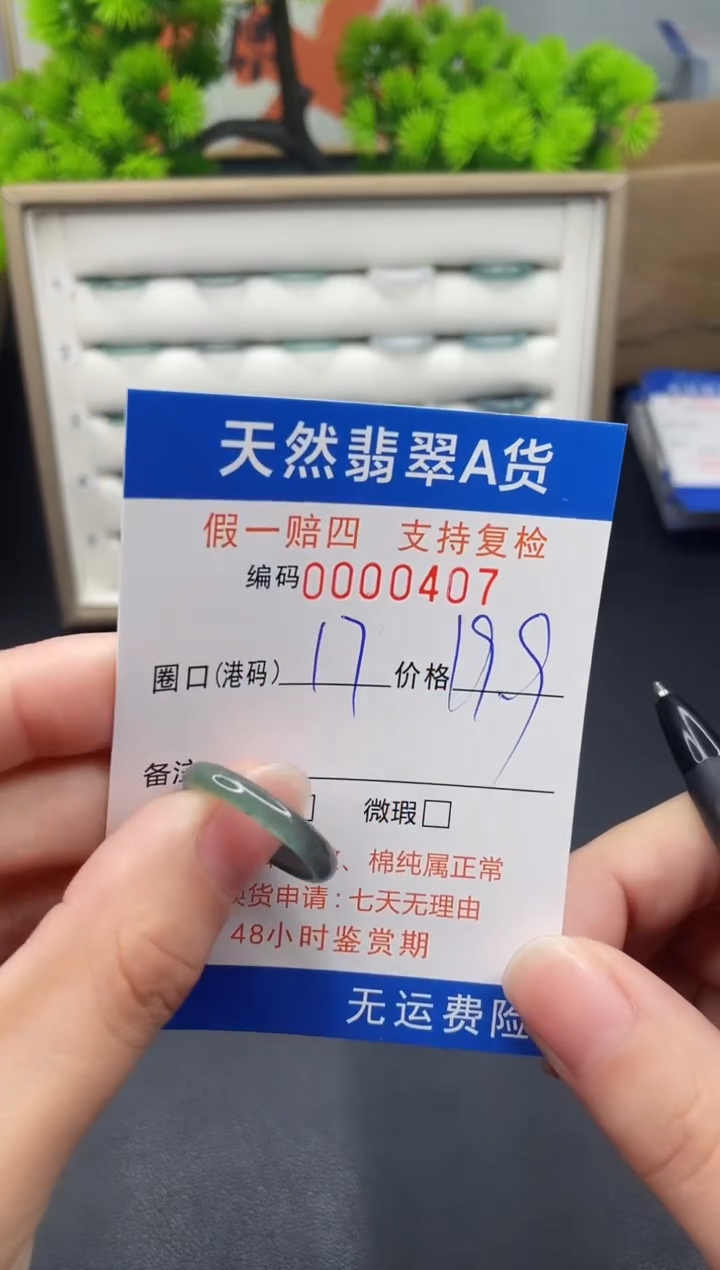 天然翡翠A货
假一赔四 支持复检
编码0000407
圈口(港码) 17 价格 199
备注
微瑕
、棉纯属正常
换货申请:七天无理由
48小时鉴赏期
无运费险